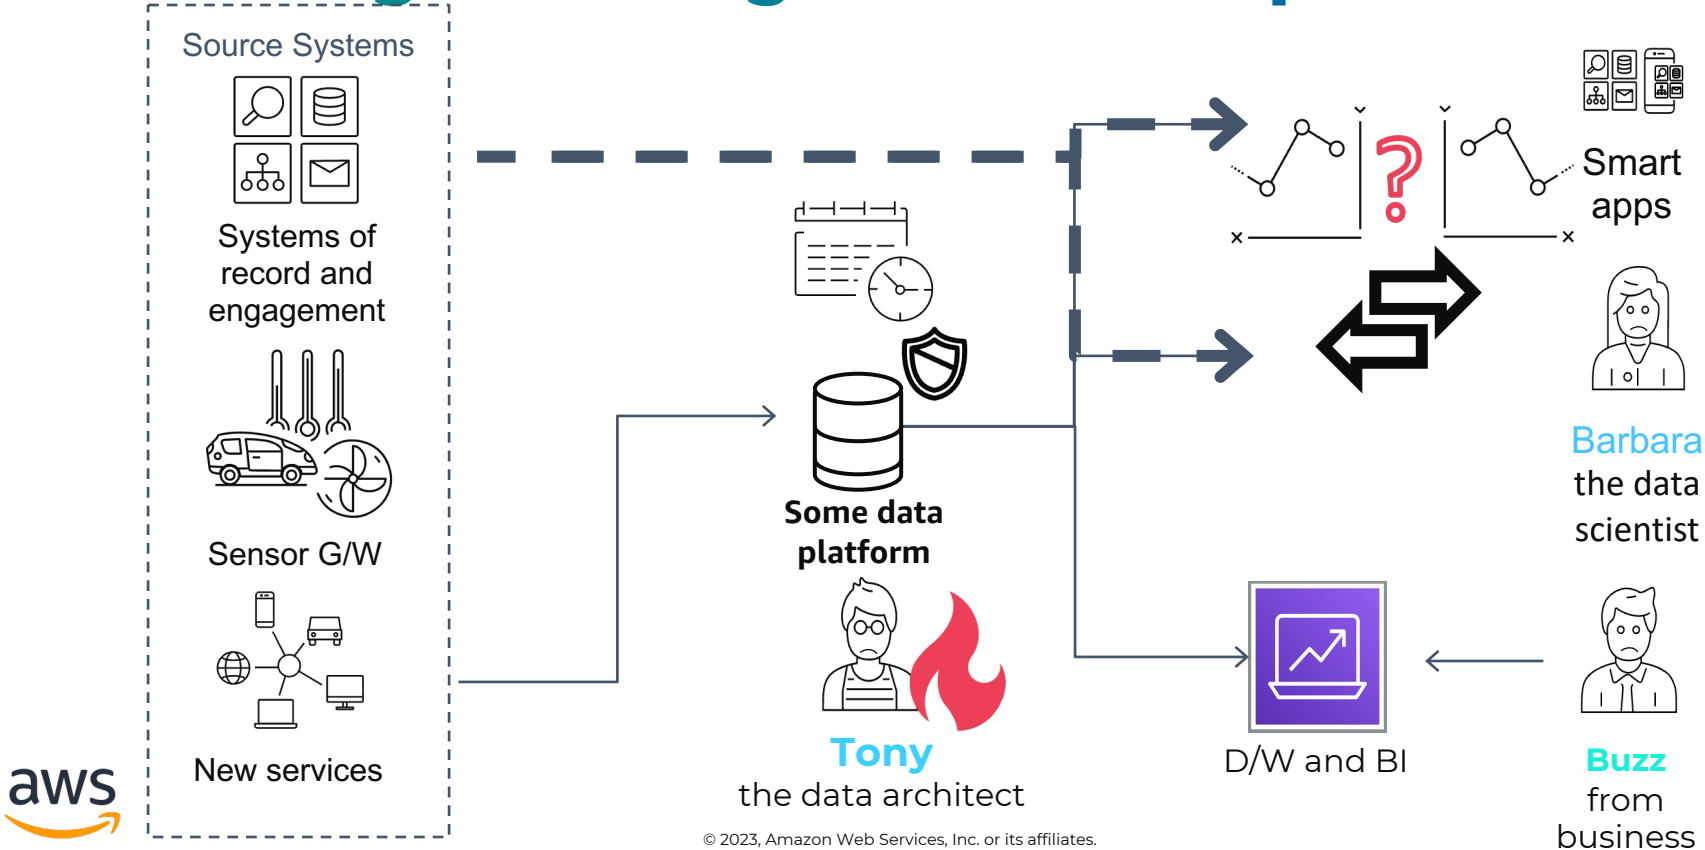 Source Systems
Systems of
record and
engagement
Sensor G/W
New services
aws
Some data
platform
Tony
the data architect
?
Smart
apps
Barbara
the data
scientist
D/W and BI
Buzz
from
business
© 2023, Amazon Web Services, Inc. or its affiliates.